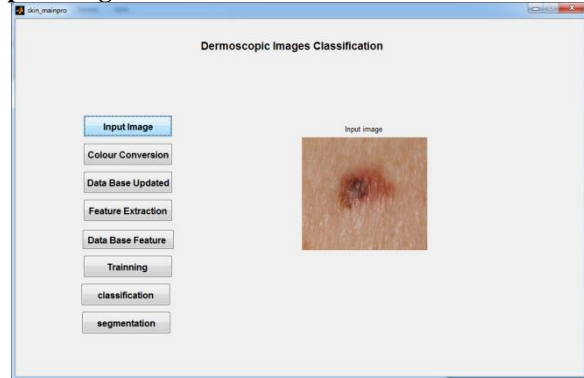 skin_mainpro
Dermoscopic Images Classification
Input Image
Input image
Colour Conversion
Data Base Updated
Feature Extraction
Data Base Feature
Trainning
classification
segmentation